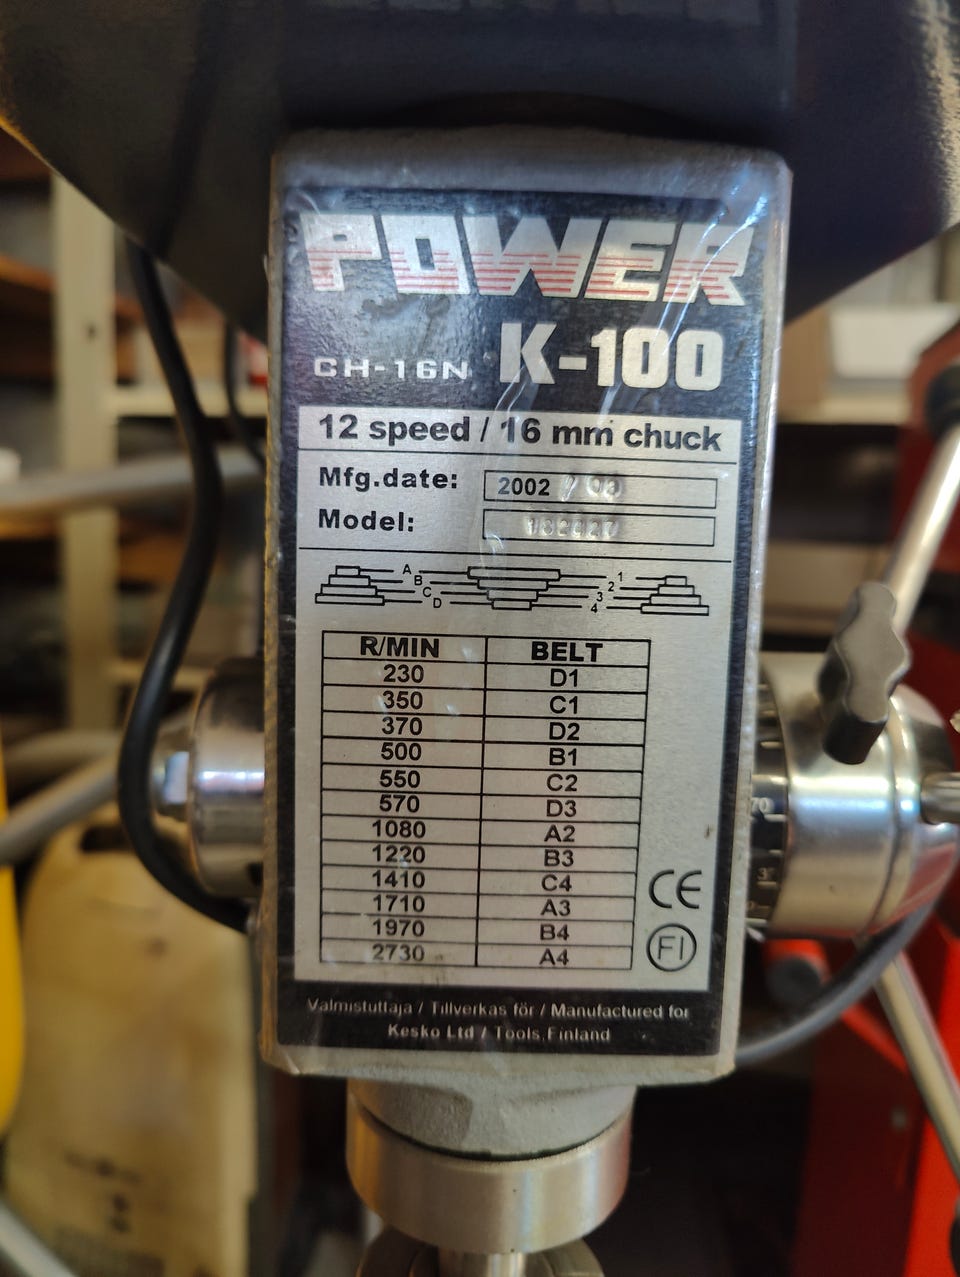 POWER
CH-16N K-100
12 speed / 16 mm chuck
Mfg.date: 2002
Model:
A 1
B 2
C 3
D 4
R/MIN BELT
230 D1
350 C1
370 D2
500 B1
550 C2
570 D3
1080 A2
1220 B3
1410 C4
1710 A3
1970 B4
2730 A4
CE
FI
Valmistuttaja / Tillverkas för / Manufactured for
Kesko Ltd / Tools, Finland
70